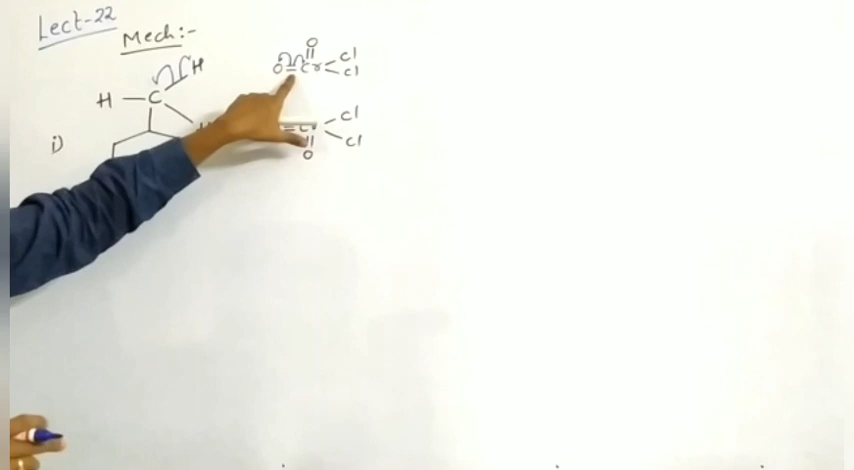 Lect-22
Mech:-
O
H
O = Cr Cl
Cl
H - C
i)
Cl
Cl
O